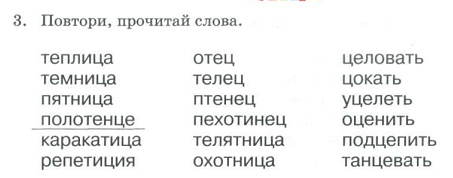 3. Повтори, прочитай слова.
теплица отец целовать
темница телец цокать
пятница птенец уцелеть
полотенце пехотинец оценить
каракатица телятница подцепить
репетиция охотница танцевать